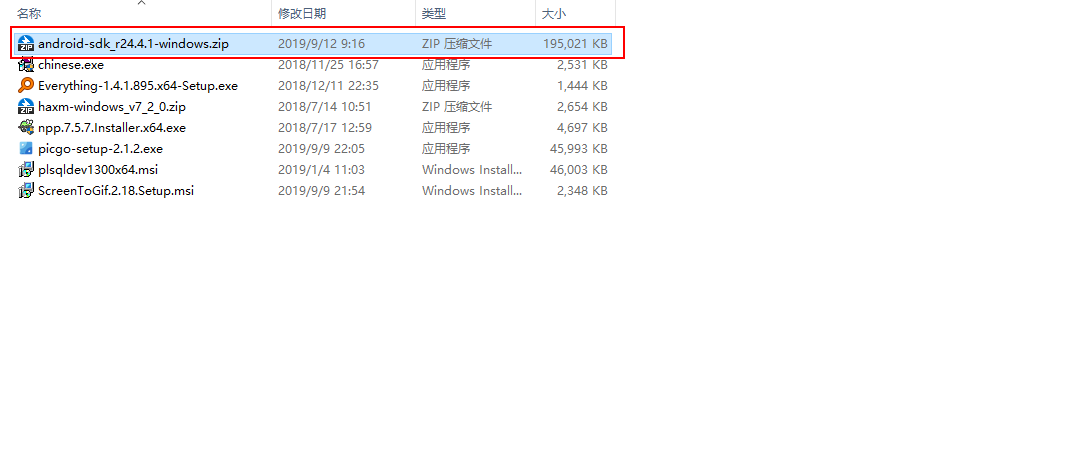 名称 修改日期 类型 大小
android-sdk_r24.4.1-windows.zip 2019/9/12 9:16 ZIP 压缩文件 195,021 KB
chinese.exe 2018/11/25 16:57 应用程序 2,531 KB
Everything-1.4.1.895.x64-Setup.exe 2018/12/11 22:35 应用程序 1,444 KB
haxm-windows_v7_2_0.zip 2018/7/14 10:51 ZIP 压缩文件 2,654 KB
npp.7.5.7.Installer.x64.exe 2018/7/17 12:59 应用程序 4,697 KB
picgo-setup-2.1.2.exe 2019/9/9 22:05 应用程序 45,993 KB
plsqldev1300x64.msi 2019/1/4 11:03 Windows Install... 46,003 KB
ScreenToGif.2.18.Setup.msi 2019/9/9 21:54 Windows Install... 2,348 KB